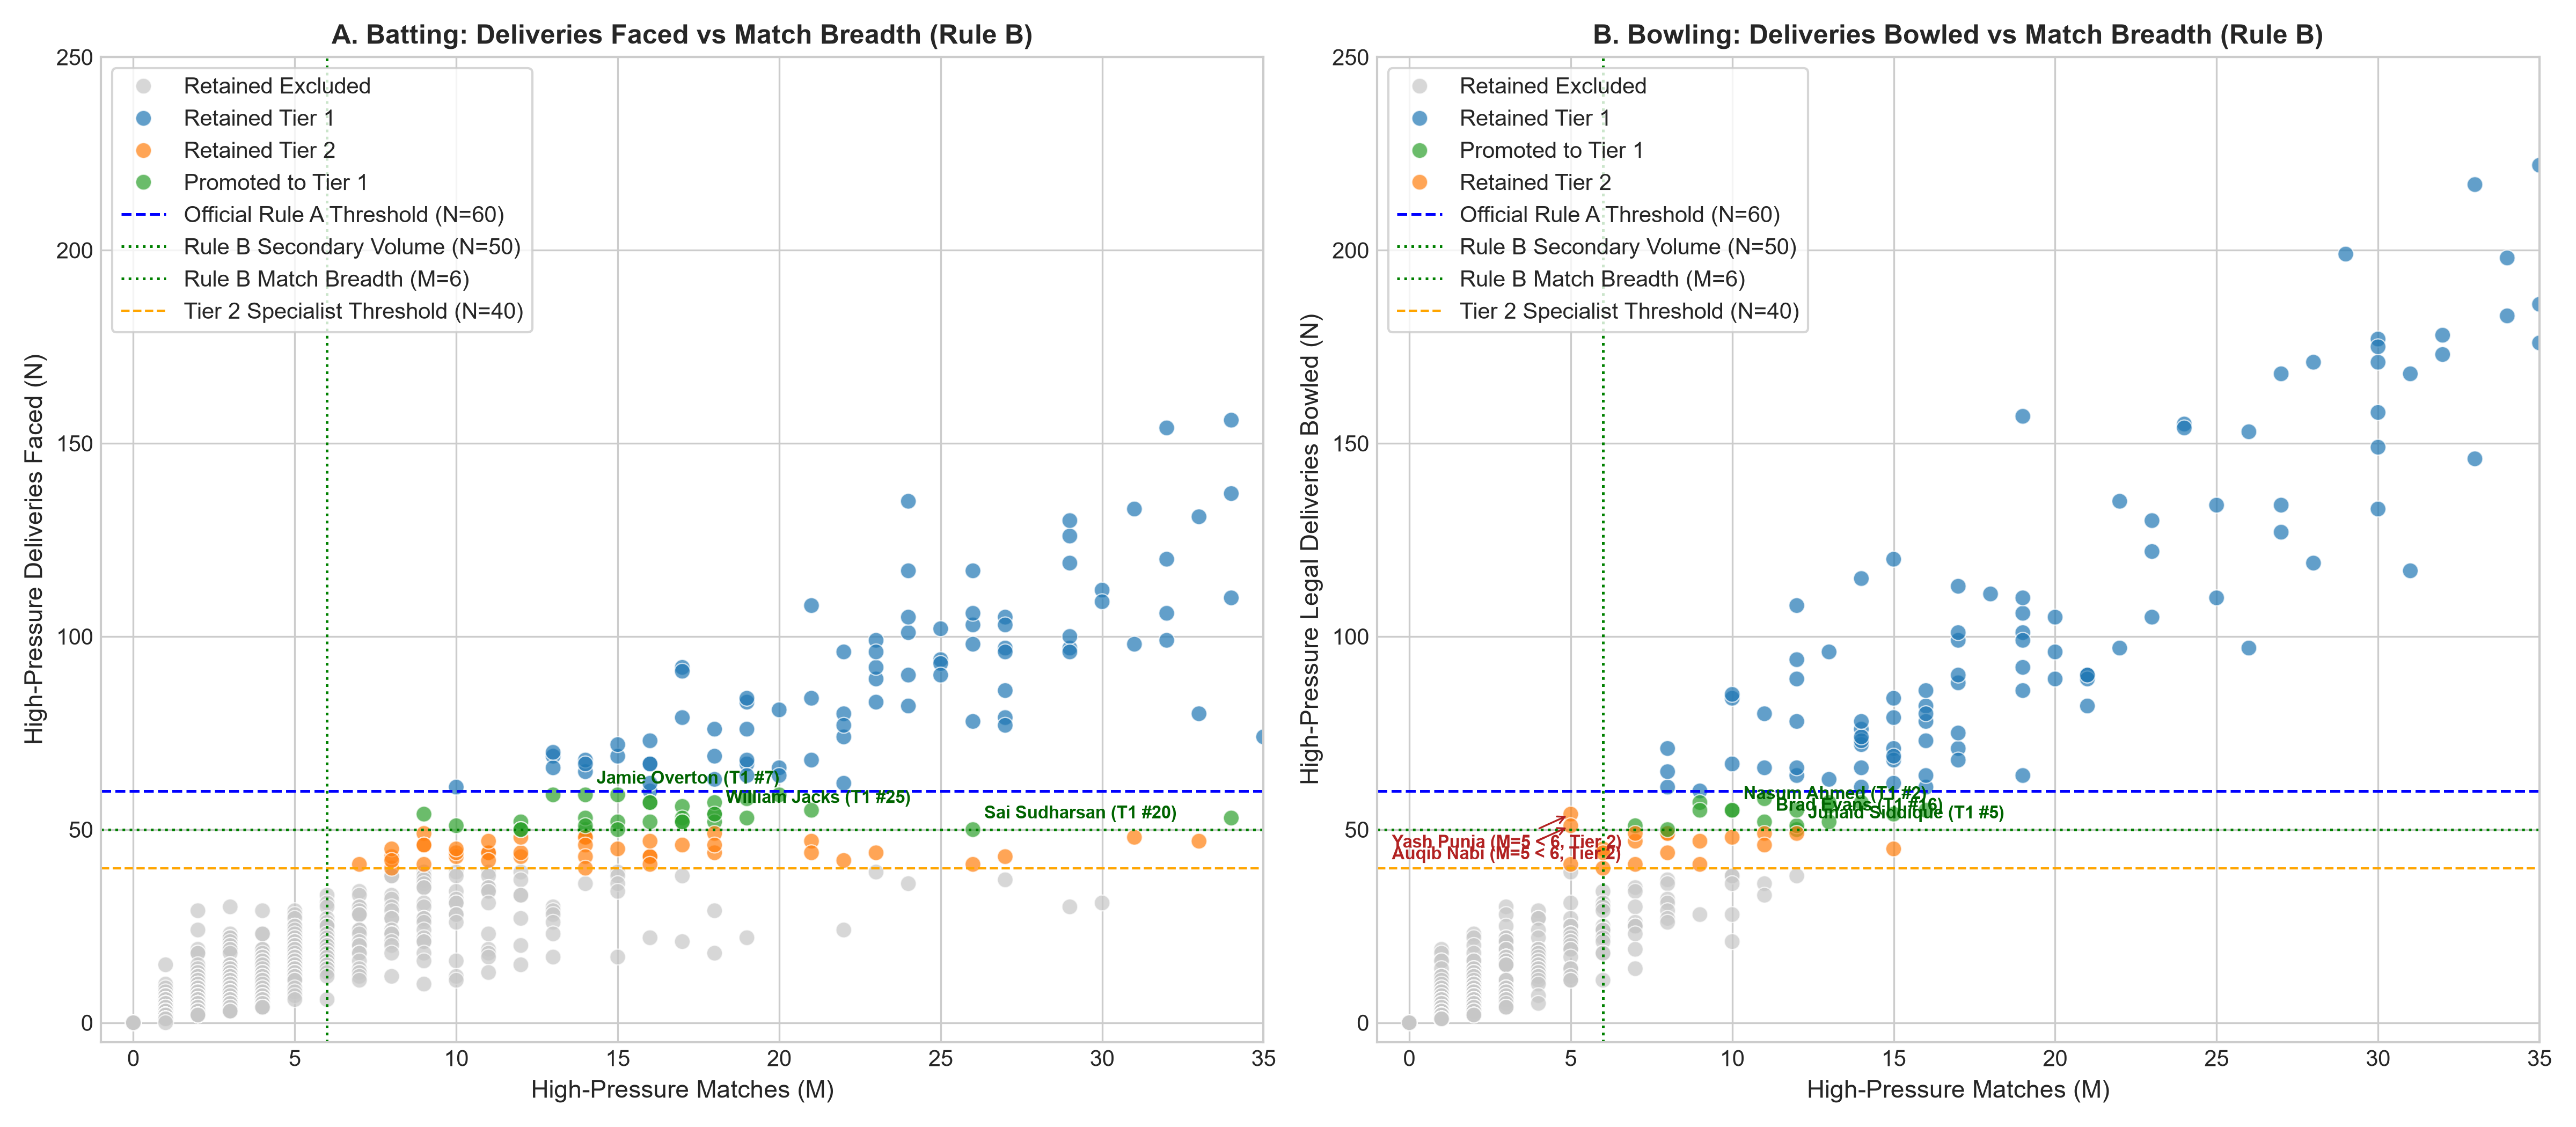 A. Batting: Deliveries Faced vs Match Breadth (Rule B)
High-Pressure Deliveries Faced (N)
250
200
150
100
50
0
Retained Excluded
Retained Tier 1
Retained Tier 2
Promoted to Tier 1
Official Rule A Threshold (N=60)
Rule B Secondary Volume (N=50)
Rule B Match Breadth (M=6)
Tier 2 Specialist Threshold (N=40)
Jamie Overton (T1 #7)
William Jacks (T1 #25)
Sai Sudharsan (T1 #20)
0 5 10 15 20 25 30 35
High-Pressure Matches (M)
B. Bowling: Deliveries Bowled vs Match Breadth (Rule B)
High-Pressure Legal Deliveries Bowled (N)
250
200
150
100
50
0
Retained Excluded
Retained Tier 1
Promoted to Tier 1
Retained Tier 2
Official Rule A Threshold (N=60)
Rule B Secondary Volume (N=50)
Rule B Match Breadth (M=6)
Tier 2 Specialist Threshold (N=40)
Nasum Ahmed (T1 #2)
Brad Evans (T1 #16)
Junaid Siddique (T1 #5)
Yash Punja (M=5 < 6, Tier 2)
Auqib Nabi (M=5 < 6, Tier 2)
0 5 10 15 20 25 30 35
High-Pressure Matches (M)